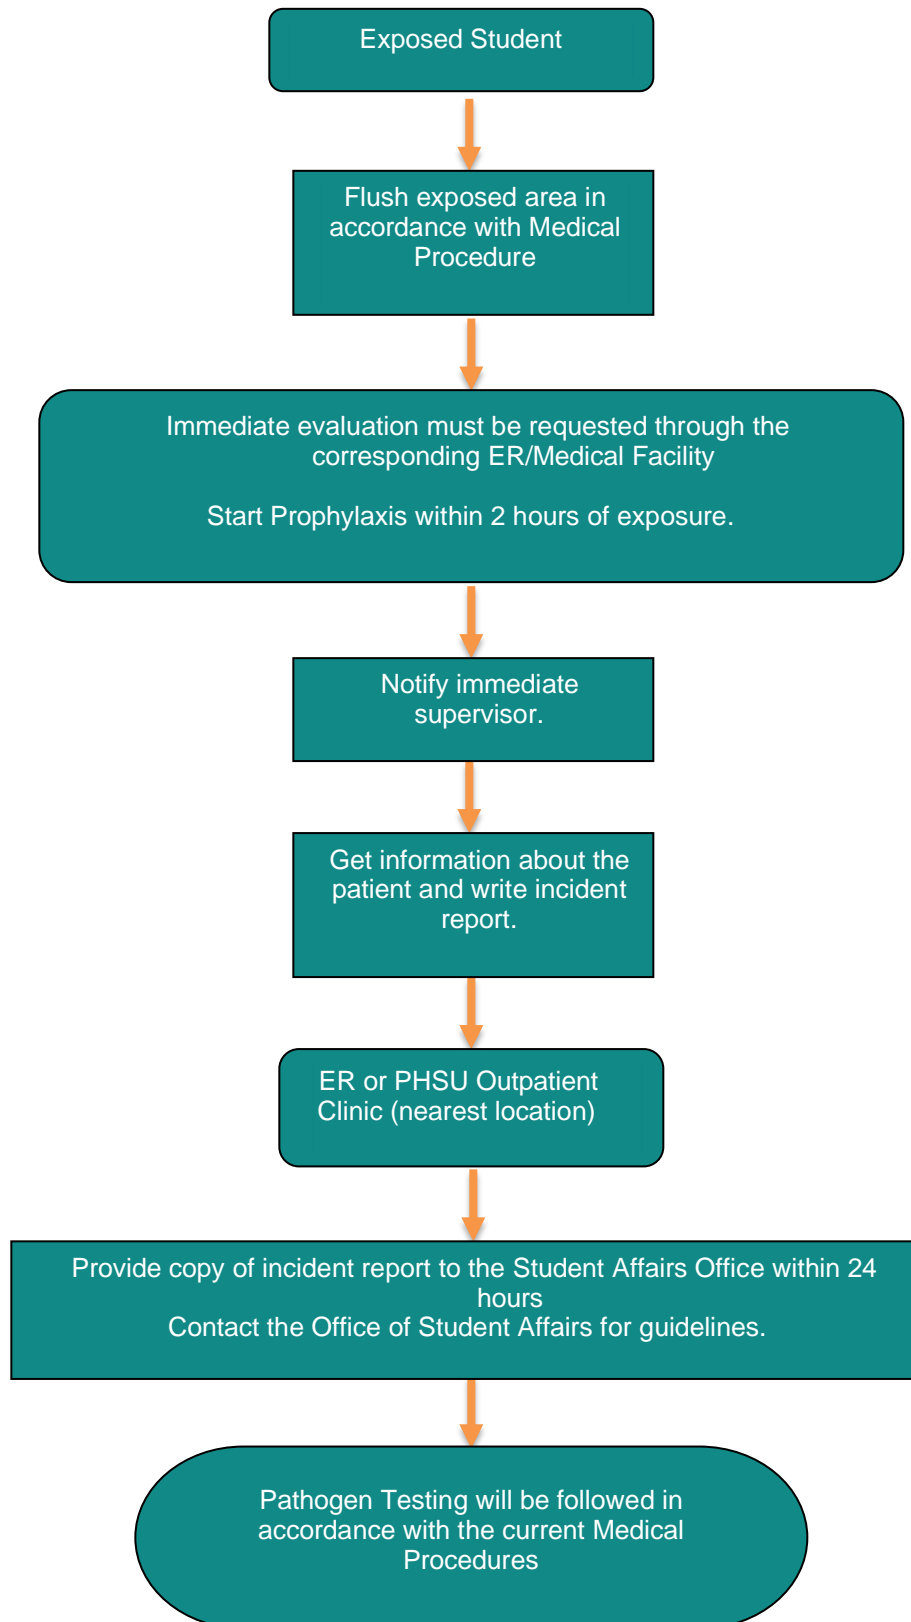 Exposed Student
Flush exposed area in
accordance with Medical
Procedure
Immediate evaluation must be requested through the
corresponding ER/Medical Facility
Start Prophylaxis within 2 hours of exposure.
Notify immediate
supervisor.
Get information about the
patient and write incident
report.
ER or PHSU Outpatient
Clinic (nearest location)
Provide copy of incident report to the Student Affairs Office within 24
hours
Contact the Office of Student Affairs for guidelines.
Pathogen Testing will be followed in
accordance with the current Medical
Procedures